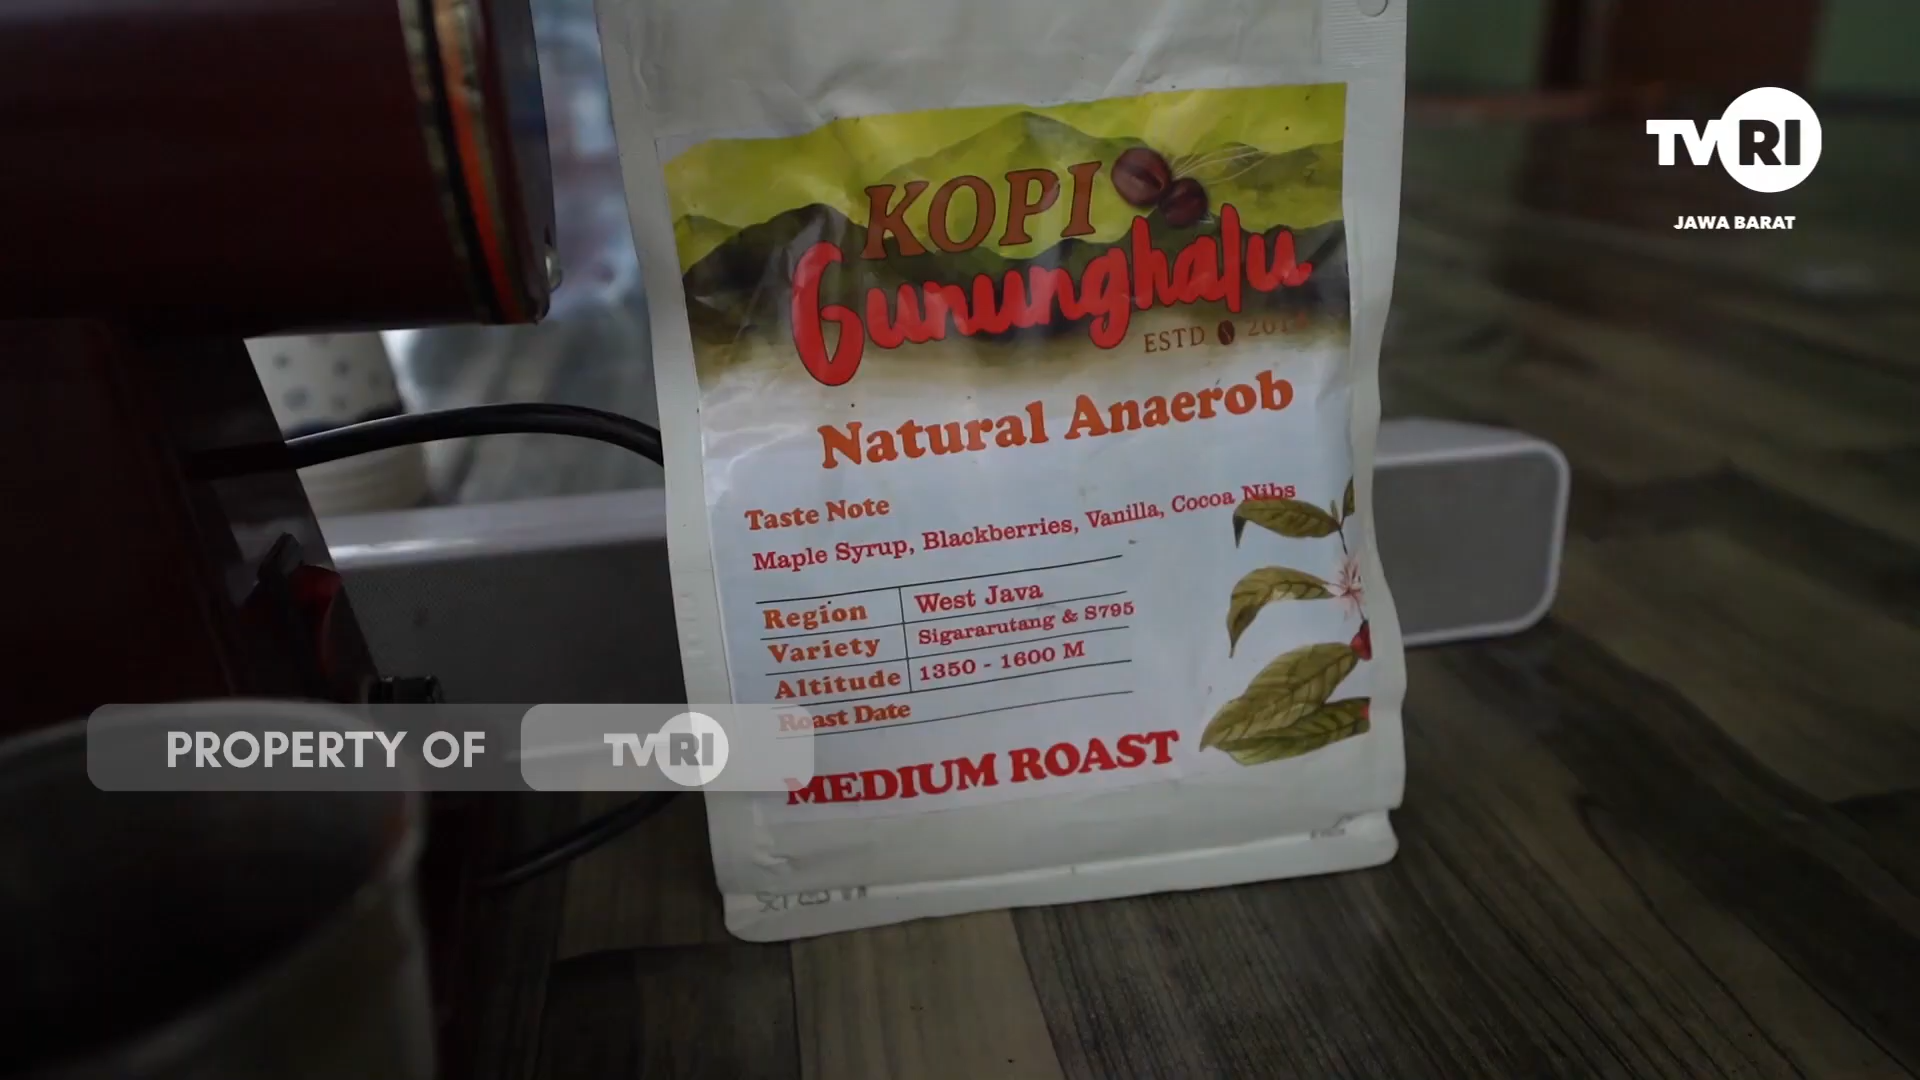 TVRI
JAWA BARAT
KOPI
Gununghalu
ESTD
Natural Anaerob
Taste Note
Maple Syrup, Blackberries, Vanilla, Cocoa Nibs
Region West Java
Variety Sigararutang & S795
Altitude 1350 - 1600 M
Roast Date
PROPERTY OF TVRI
MEDIUM ROAST